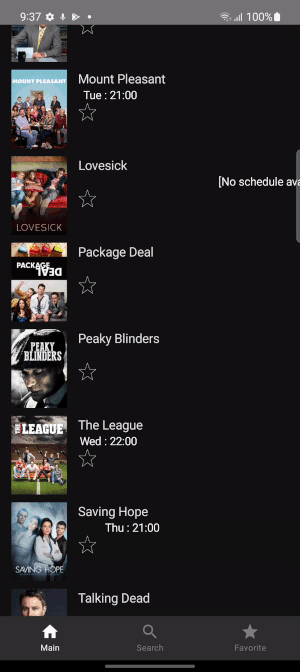 9:37
100%
MOUNT PLEASANT
Mount Pleasant
Tue : 21:00
Lovesick
[No schedule ava
LOVESICK
Package Deal
PACKAGE
DEAL
Peaky Blinders
PEAKY
BLINDERS
The League
THE LEAGUE
Wed : 22:00
Saving Hope
Thu : 21:00
SAVING HOPE
Talking Dead
Main
Search
Favorite